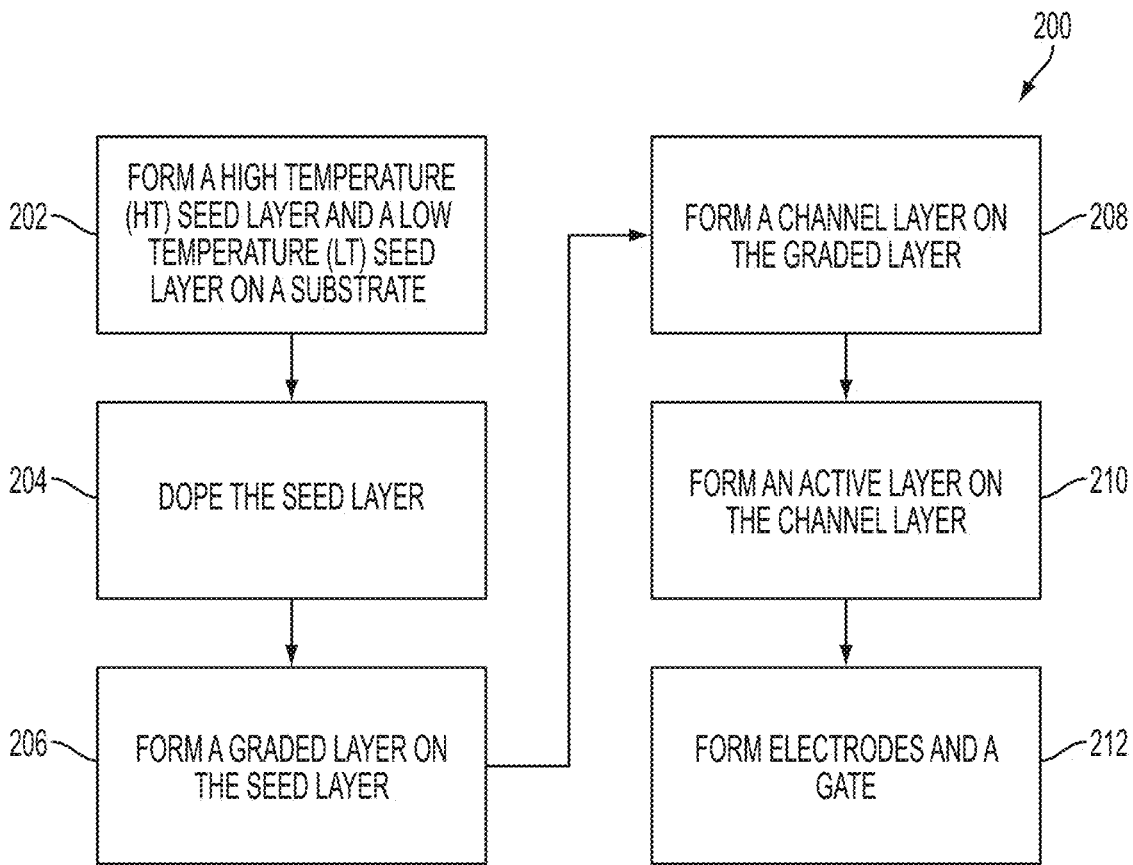 200
202
FORM A HIGH TEMPERATURE
(HT) SEED LAYER AND A LOW
TEMPERATURE (LT) SEED
LAYER ON A SUBSTRATE
204
DOPE THE SEED LAYER
206
FORM A GRADED LAYER ON
THE SEED LAYER
FORM A CHANNEL LAYER ON
THE GRADED LAYER
208
FORM AN ACTIVE LAYER ON
THE CHANNEL LAYER
210
FORM ELECTRODES AND A
GATE
212